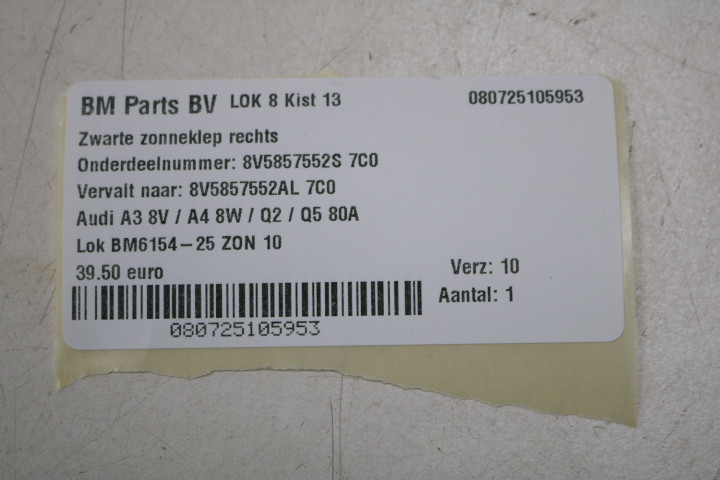 BM Parts BV LOK 8 Kist 13 080725105953
Zwarte zonneklep rechts
Onderdeelnummer: 8V5857552S 7C0
Vervalt naar: 8V5857552AL 7C0
Audi A3 8V / A4 8W / Q2 / Q5 80A
Lok BM6154-25 ZON 10
39.50 euro Verz: 10
Aantal: 1
080725105953